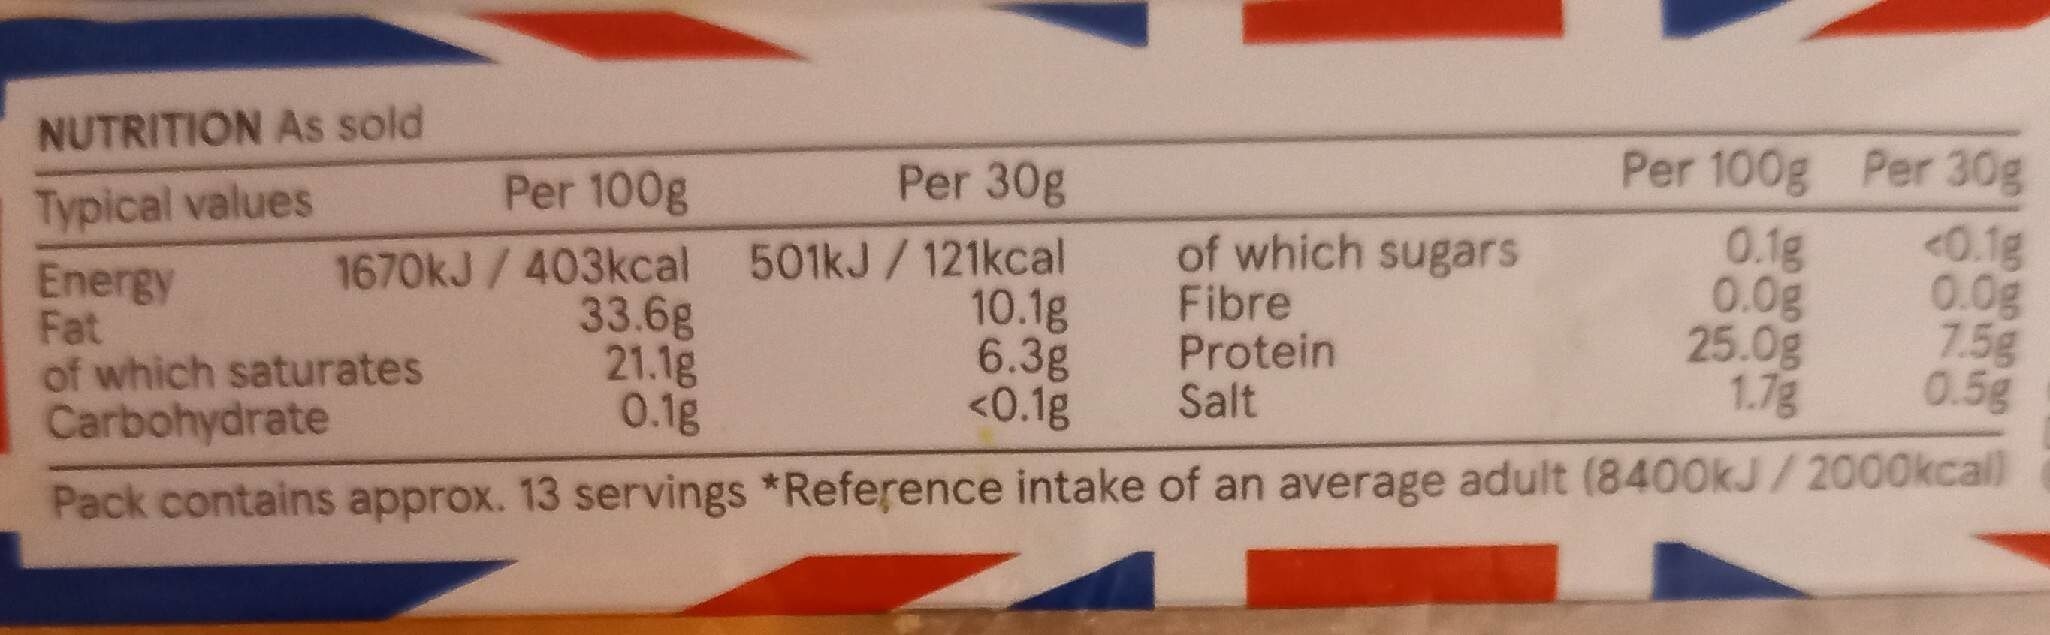 NUTRITION As sold
Typical values Per 100g Per 30g Per 100g Per 30g
Energy 1670kJ / 403kcal 501kJ / 121kcal of which sugars 0.1g <0.1g
Fat 33.6g 10.1g Fibre 0.0g 0.0g
of which saturates 21.1g 6.3g Protein 25.0g 7.5g
Carbohydrate 0.1g <0.1g Salt 1.7g 0.5g
Pack contains approx. 13 servings *Reference intake of an average adult (8400kJ / 2000kcal)